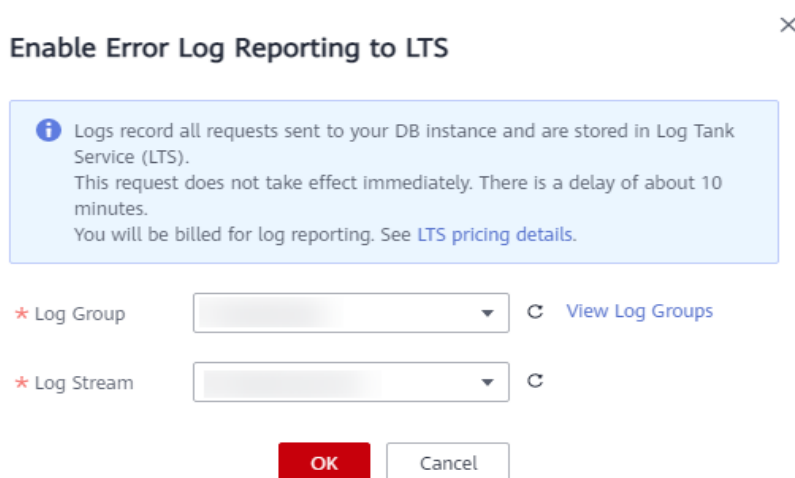 Enable Error Log Reporting to LTS
Logs record all requests sent to your DB instance and are stored in Log Tank
Service (LTS).
This request does not take effect immediately. There is a delay of about 10
minutes.
You will be billed for log reporting. See LTS pricing details.
* Log Group
View Log Groups
* Log Stream
OK
Cancel